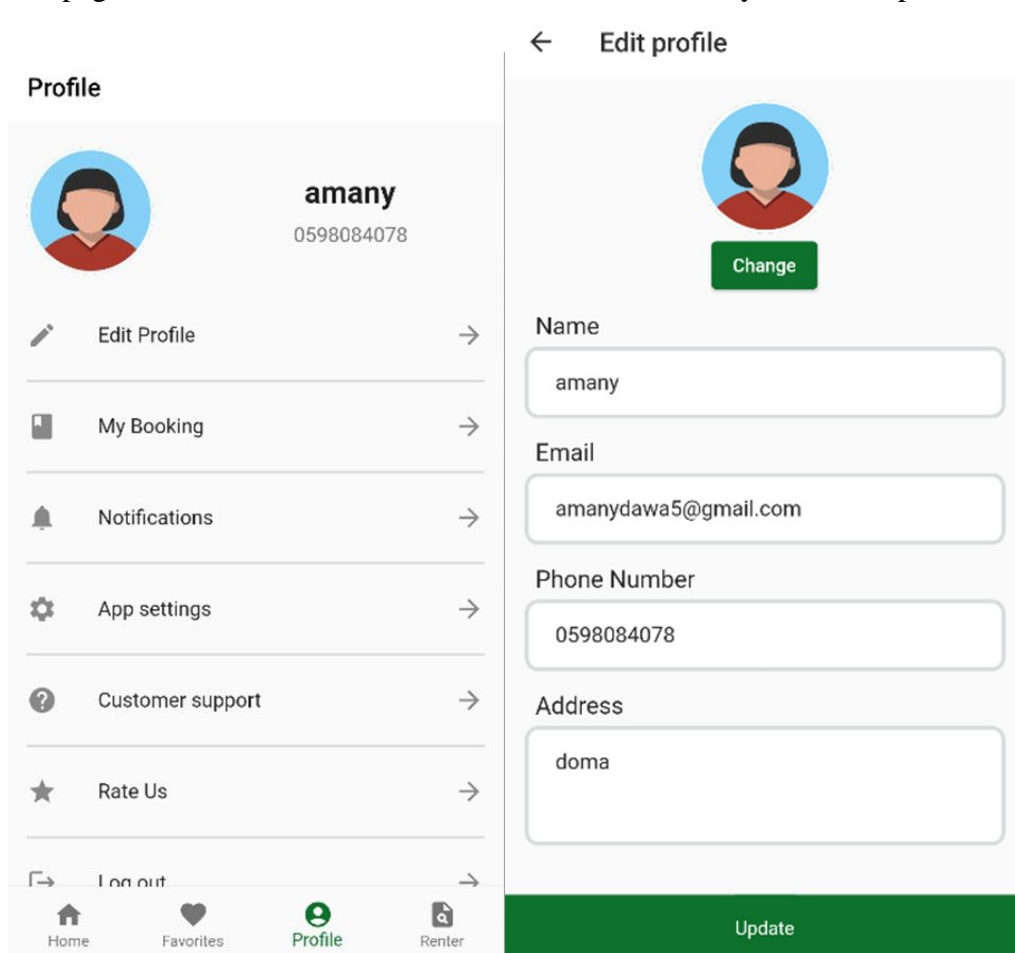 Profile
amany
0598084078
Edit Profile
My Booking
Notifications
App settings
Customer support
Rate Us
Log out
Home Favorites Profile Renter
Edit profile
Change
Name
amany
Email
amanydawa5@gmail.com
Phone Number
0598084078
Address
doma
Update